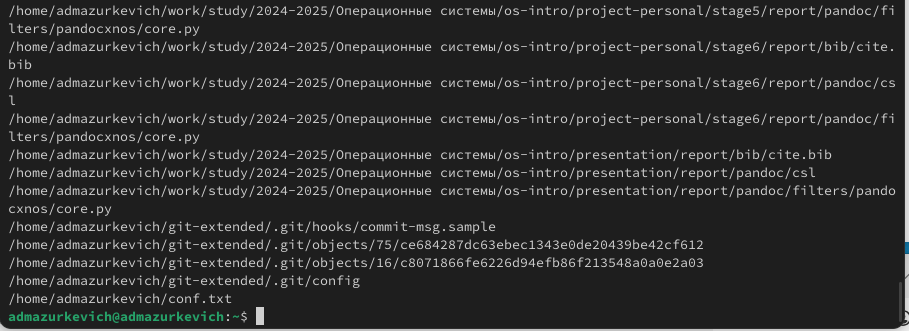 /home/admazurkevich/work/study/2024-2025/Операционные системы/os-intro/project-personal/stage5/report/pandoc/fi
lters/pandocxnos/core.py
/home/admazurkevich/work/study/2024-2025/Операционные системы/os-intro/project-personal/stage6/report/bib/cite.
bib
/home/admazurkevich/work/study/2024-2025/Операционные системы/os-intro/project-personal/stage6/report/pandoc/cs
l
/home/admazurkevich/work/study/2024-2025/Операционные системы/os-intro/project-personal/stage6/report/pandoc/fi
lters/pandocxnos/core.py
/home/admazurkevich/work/study/2024-2025/Операционные системы/os-intro/presentation/report/bib/cite.bib
/home/admazurkevich/work/study/2024-2025/Операционные системы/os-intro/presentation/report/pandoc/csl
/home/admazurkevich/work/study/2024-2025/Операционные системы/os-intro/presentation/report/pandoc/filters/pando
cxnos/core.py
/home/admazurkevich/git-extended/.git/hooks/commit-msg.sample
/home/admazurkevich/git-extended/.git/objects/75/ce684287dc63ebec1343e0de20439be42cf612
/home/admazurkevich/git-extended/.git/objects/16/c8071866fe6226d94efb86f213548a0a0e2a03
/home/admazurkevich/git-extended/.git/config
/home/admazurkevich/conf.txt
admazurkevich@admazurkevich:~$